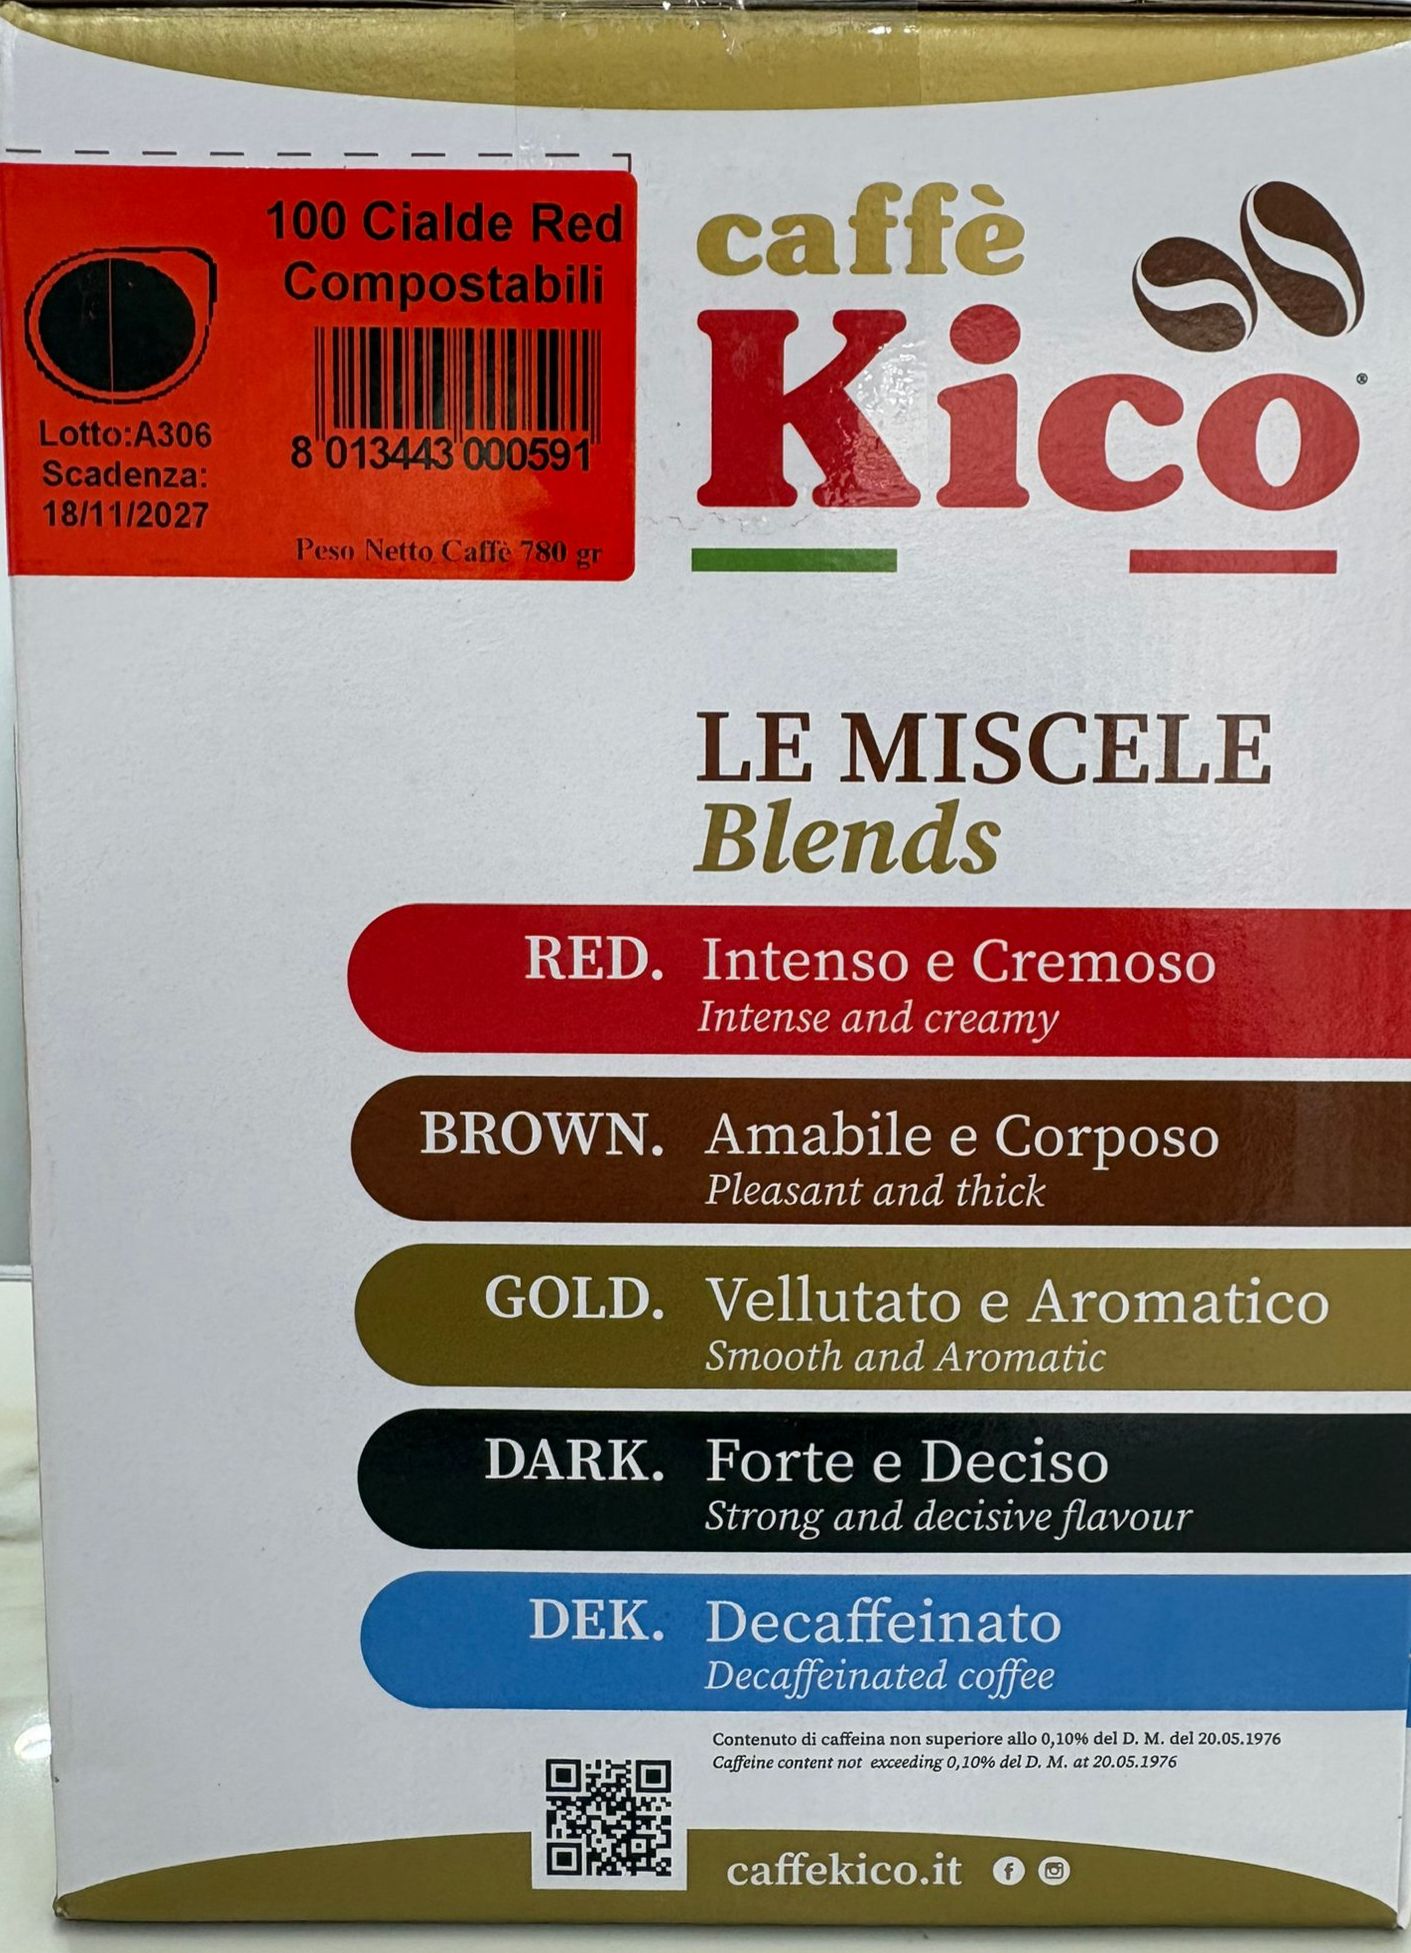 100 Cialde Red
Compostabili
8 013443 000591
Lotto:A306
Scadenza:
18/11/2027
Peso Netto Caffè 780 gr
caffè
Kico
®
LE MISCELE
Blends
RED. Intenso e Cremoso
Intense and creamy
BROWN. Amabile e Corposo
Pleasant and thick
GOLD. Vellutato e Aromatico
Smooth and Aromatic
DARK. Forte e Deciso
Strong and decisive flavour
DEK. Decaffeinato
Decaffeinated coffee
Contenuto di caffeina non superiore allo 0,10% del D. M. del 20.05.1976
Caffeine content not exceeding 0,10% del D. M. at 20.05.1976
caffekico.it